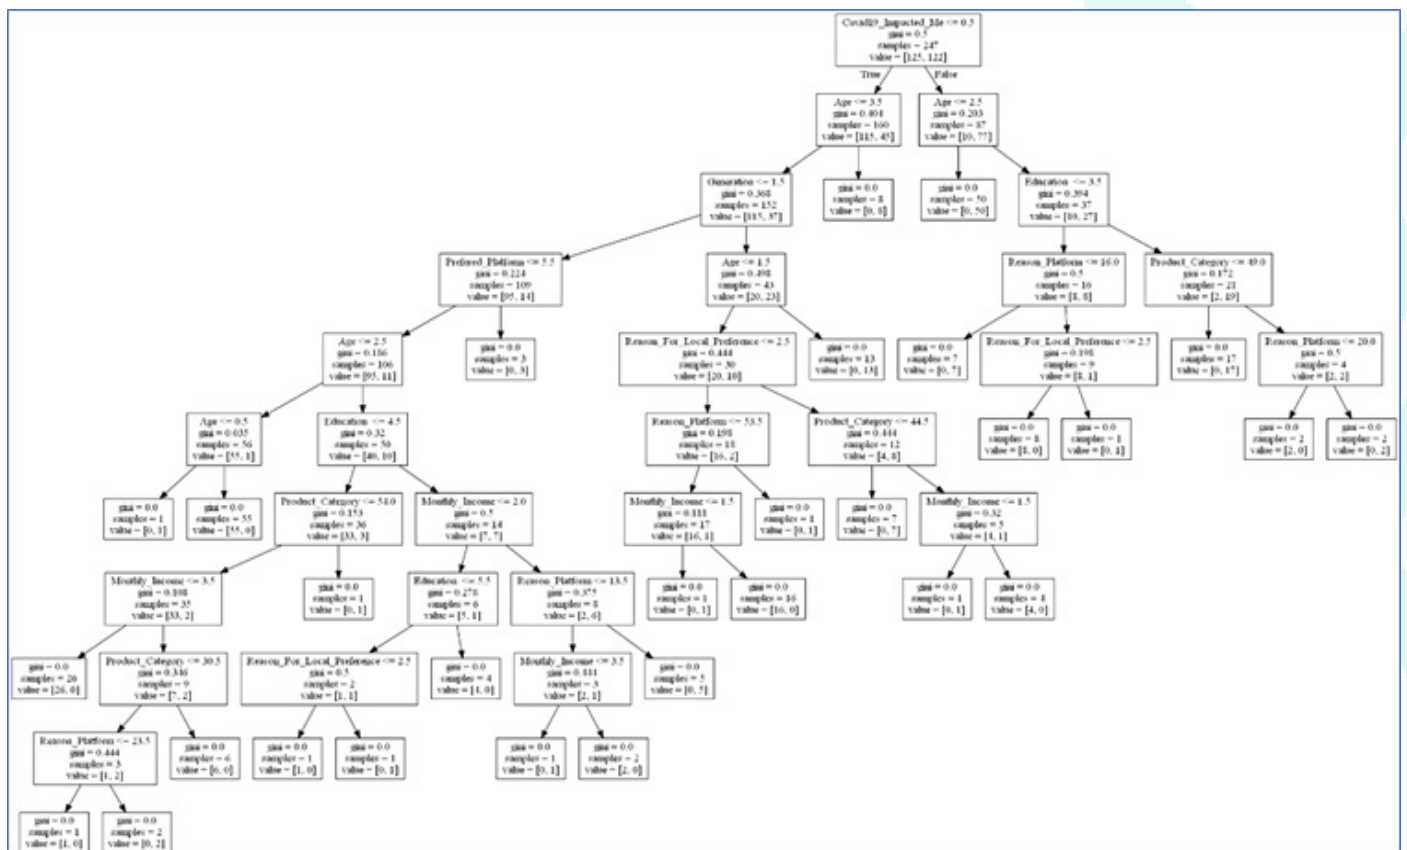 Covid19_Impacted_Me <= 0.5
gini = 0.5
samples = 247
value = [125, 122]
True
False
Age <= 3.5
gini = 0.404
samples = 160
value = [115, 45]
Age <= 2.5
gini = 0.203
samples = 87
value = [10, 77]
Generation <= 1.5
gini = 0.368
samples = 152
value = [115, 37]
gini = 0.0
samples = 8
value = [0, 8]
gini = 0.0
samples = 50
value = [0, 50]
Education <= 3.5
gini = 0.394
samples = 37
value = [10, 27]
Prefered_Platform <= 5.5
gini = 0.224
samples = 109
value = [95, 14]
Age <= 1.5
gini = 0.498
samples = 43
value = [20, 23]
Reason_Platform <= 16.0
gini = 0.5
samples = 16
value = [8, 8]
Product_Category <= 49.0
gini = 0.172
samples = 21
value = [2, 19]
Age <= 2.5
gini = 0.186
samples = 106
value = [95, 11]
gini = 0.0
samples = 3
value = [0, 3]
Reason_For_Local_Preference <= 2.5
gini = 0.444
samples = 30
value = [20, 10]
gini = 0.0
samples = 13
value = [0, 13]
gini = 0.0
samples = 7
value = [0, 7]
Reason_For_Local_Preference <= 2.5
gini = 0.198
samples = 9
value = [8, 1]
gini = 0.0
samples = 17
value = [0, 17]
Reason_Platform <= 20.0
gini = 0.5
samples = 4
value = [2, 2]
Age <= 0.5
gini = 0.035
samples = 56
value = [55, 1]
Education <= 4.5
gini = 0.32
samples = 50
value = [40, 10]
Reason_Platform <= 53.5
gini = 0.198
samples = 18
value = [16, 2]
Product_Category <= 44.5
gini = 0.444
samples = 12
value = [4, 8]
gini = 0.0
samples = 8
value = [8, 0]
gini = 0.0
samples = 1
value = [0, 1]
gini = 0.0
samples = 2
value = [2, 0]
gini = 0.0
samples = 2
value = [0, 2]
gini = 0.0
samples = 1
value = [0, 1]
gini = 0.0
samples = 55
value = [55, 0]
Product_Category <= 54.0
gini = 0.153
samples = 36
value = [33, 3]
Monthly_Income <= 2.0
gini = 0.5
samples = 14
value = [7, 7]
Monthly_Income <= 1.5
gini = 0.111
samples = 17
value = [16, 1]
gini = 0.0
samples = 1
value = [0, 1]
gini = 0.0
samples = 7
value = [0, 7]
Monthly_Income <= 1.5
gini = 0.32
samples = 5
value = [4, 1]
Monthly_Income <= 3.5
gini = 0.108
samples = 35
value = [33, 2]
gini = 0.0
samples = 1
value = [0, 1]
Education <= 5.5
gini = 0.278
samples = 6
value = [5, 1]
Reason_Platform <= 13.5
gini = 0.375
samples = 8
value = [2, 6]
gini = 0.0
samples = 1
value = [0, 1]
gini = 0.0
samples = 16
value = [16, 0]
gini = 0.0
samples = 1
value = [0, 1]
gini = 0.0
samples = 4
value = [4, 0]
gini = 0.0
samples = 26
value = [26, 0]
Product_Category <= 30.5
gini = 0.346
samples = 9
value = [7, 2]
Reason_For_Local_Preference <= 2.5
gini = 0.5
samples = 2
value = [1, 1]
gini = 0.0
samples = 4
value = [4, 0]
Monthly_Income <= 3.5
gini = 0.444
samples = 3
value = [2, 1]
gini = 0.0
samples = 5
value = [0, 5]
Reason_Platform <= 23.5
gini = 0.444
samples = 3
value = [1, 2]
gini = 0.0
samples = 6
value = [6, 0]
gini = 0.0
samples = 1
value = [1, 0]
gini = 0.0
samples = 1
value = [0, 1]
gini = 0.0
samples = 1
value = [0, 1]
gini = 0.0
samples = 2
value = [2, 0]
gini = 0.0
samples = 1
value = [1, 0]
gini = 0.0
samples = 2
value = [0, 2]